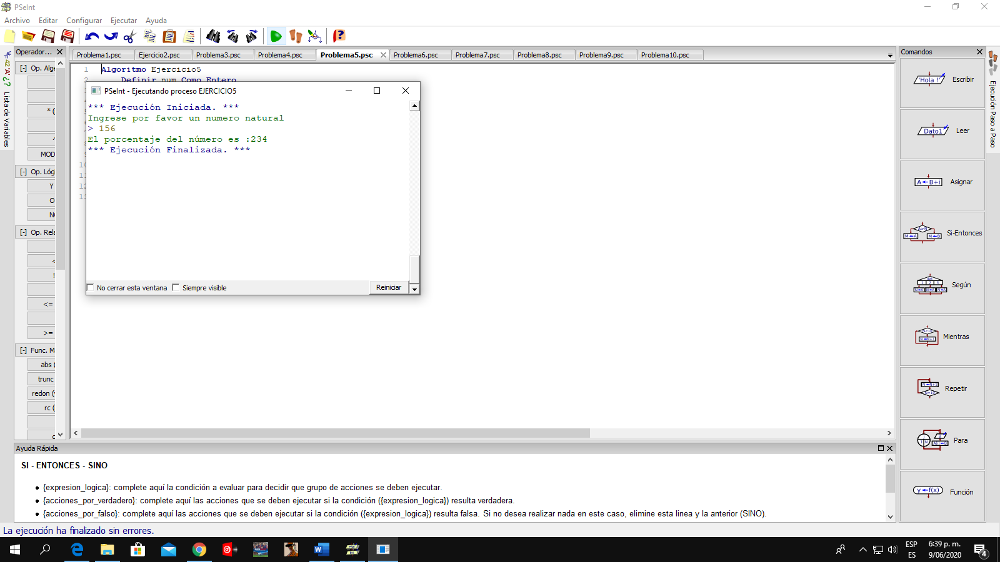 PSeInt
Archivo Editar Configurar Ejecutar Ayuda
Operador...
Problema1.psc Ejercicio2.psc Problema3.psc Problema4.psc Problema5.psc Problema6.psc Problema7.psc Problema8.psc Problema9.psc Problema10.psc
Comandos
Lista de Variables
[-] Op. Alge
* (
MOD
[-] Op. Lóg
Y
O
[-] Op. Rela
<
!
<=
>=
[-] Func. M
abs (
trunc
redon (
rc (
1 Algoritmo Ejercicio5
2 Definir num Como Entero
10
11
12
13
PSeInt - Ejecutando proceso EJERCICIO5
*** Ejecución Iniciada. ***
Ingrese por favor un numero natural
> 156
El porcentaje del número es :234
*** Ejecución Finalizada. ***
No cerrar esta ventana Siempre visible Reiniciar
'Hola !' Escribir
Dato1 Leer
A B+i Asignar
A>B M A M B Si-Entonces
1 2 3 Según
Mientras
Repetir
Para
y f(x) Función
Ejecución Paso a Paso
Ayuda Rápida
SI - ENTONCES - SINO
• {expresion_logica}: complete aquí la condición a evaluar para decidir que grupo de acciones se deben ejecutar.
• {acciones_por_verdadero}: complete aquí las acciones que se deben ejecutar si la condición ({expresion_logica}) resulta verdadera.
• {acciones_por_falso}: complete aquí las acciones que se deben ejecutar si la condición ({expresion_logica}) resulta falsa. Si no desea realizar nada en este caso, elimine esta linea y la anterior (SINO).
La ejecución ha finalizado sin errores.
ESP
ES
6:39 p. m.
9/06/2020
4